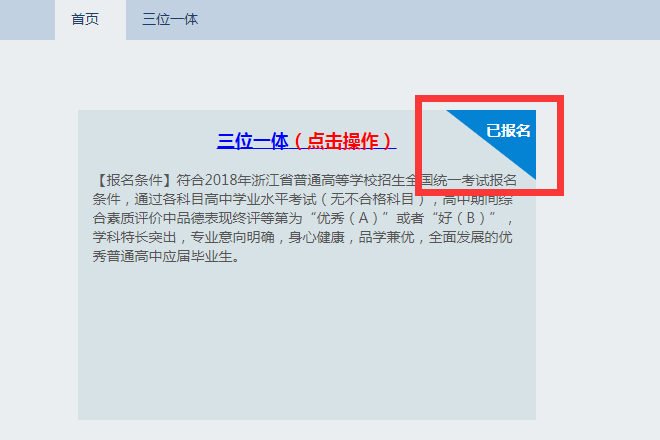 首页 三位一体
已报名
三位一体（点击操作）
【报名条件】符合2018年浙江省普通高等学校招生全国统一考试报名
条件，通过各科目高中学业水平考试（无不合格科目），高中期间综
合素质评价中品德表现终评等第为“优秀（A）”或者“好（B）”，
学科特长突出，专业意向明确，身心健康，品学兼优，全面发展的优
秀普通高中应届毕业生。